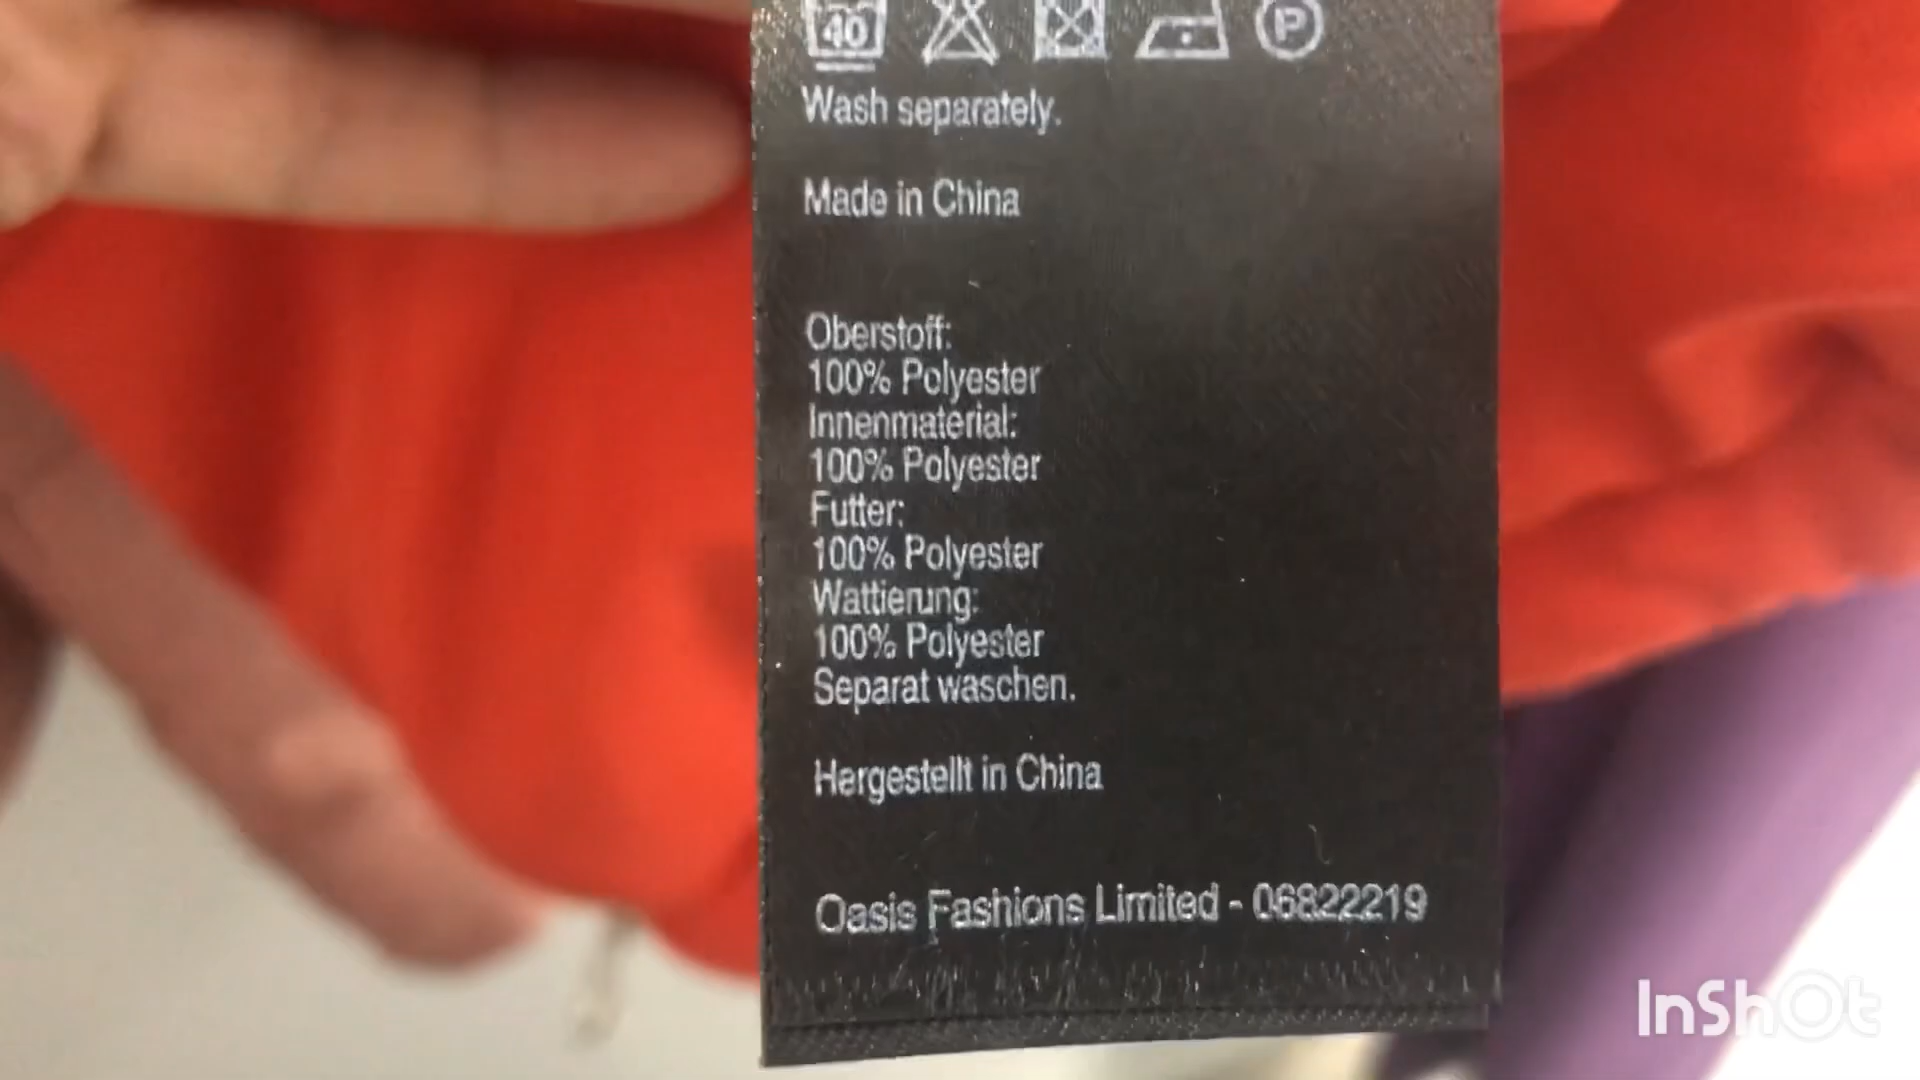 40
P
Wash separately.
Made in China
Oberstoff:
100% Polyester
Innenmaterial:
100% Polyester
Futter:
100% Polyester
Wattierung:
100% Polyester
Separat waschen.
Hergestellt in China
Oasis Fashions Limited - 06822219
InShOt